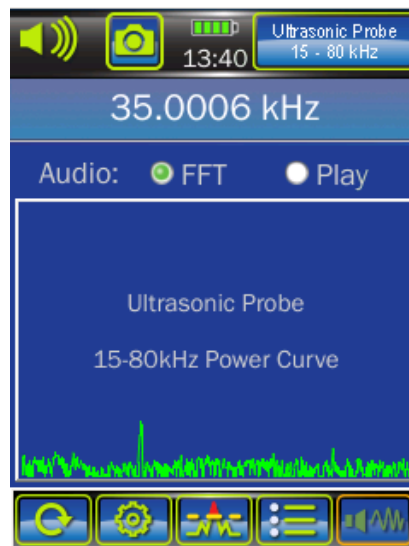 13:40
Ultrasonic Probe
15 - 80 kHz
35.0006 kHz
Audio: FFT Play
Ultrasonic Probe
15-80kHz Power Curve